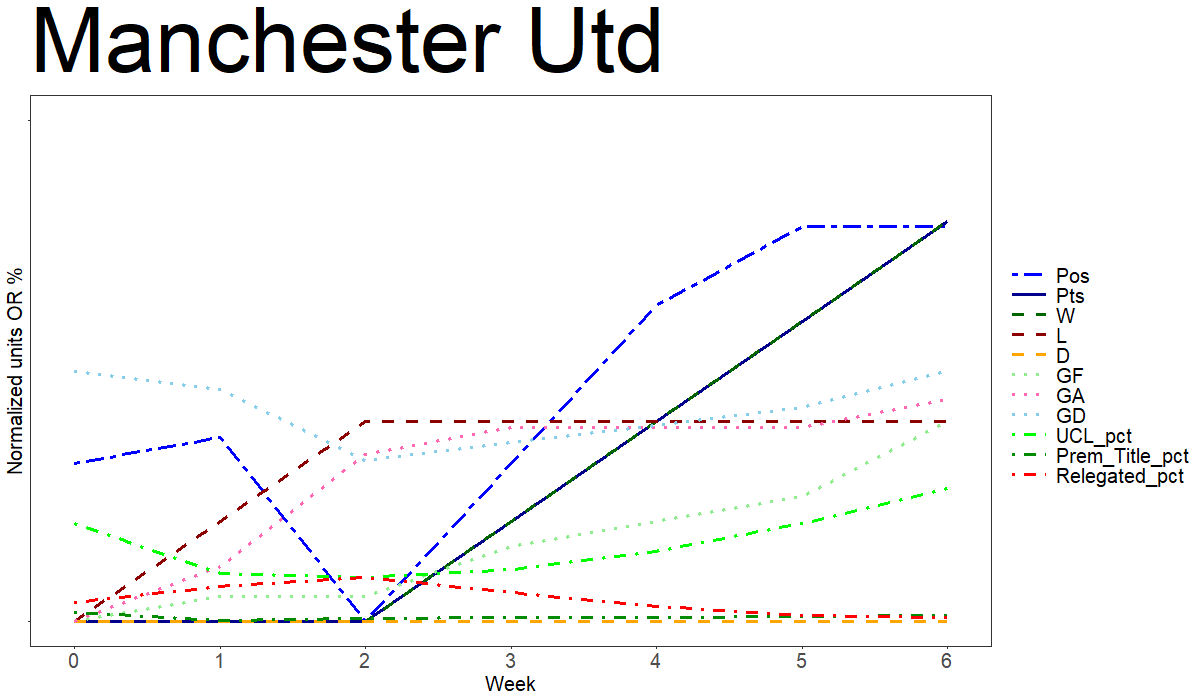 Manchester Utd
Normalized units OR %
0 1 2 3 4 5 6
Week
Pos
Pts
W
L
D
GF
GA
GD
UCL_pct
Prem_Title_pct
Relegated_pct